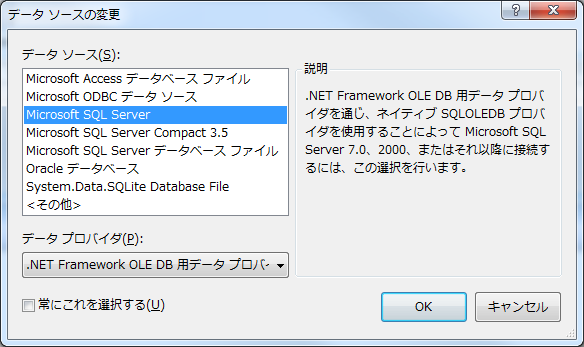 データ ソースの変更
データ ソース(S):
Microsoft Access データベース ファイル
Microsoft ODBC データ ソース
Microsoft SQL Server
Microsoft SQL Server Compact 3.5
Microsoft SQL Server データベース ファイル
Oracle データベース
System.Data.SQLite Database File
<その他>
データ プロバイダ(P):
.NET Framework OLE DB 用データ プロバ
常にこれを選択する(U)
説明
.NET Framework OLE DB 用データ プロバ
イダを通じ、ネイティブ SQLOLEDB プロバ
イダを使用することによって Microsoft SQL
Server 7.0、2000、またはそれ以降に接続す
るには、この選択を行います。
OK
キャンセル